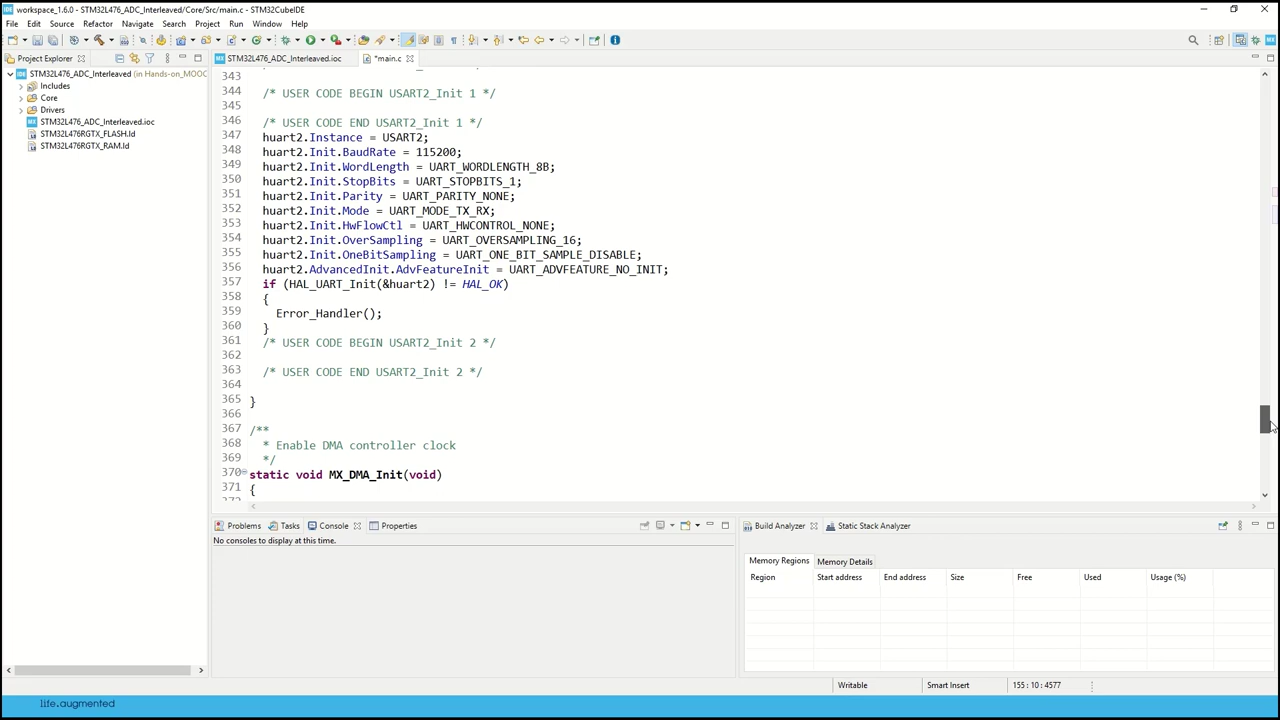 workspace_1.6.0 - STM32L476_ADC_Interleaved/Core/Src/main.c - STM32CubeIDE
File Edit Source Refactor Navigate Search Project Run Window Help
Project Explorer
STM32L476_ADC_Interleaved.ioc
*main.c
STM32L476_ADC_Interleaved (in Hands-on_MOOC
Includes
Core
Drivers
STM32L476_ADC_Interleaved.ioc
STM32L476RGTX_FLASH.ld
STM32L476RGTX_RAM.ld
343
344 /* USER CODE BEGIN USART2_Init 1 */
345
346 /* USER CODE END USART2_Init 1 */
347 huart2.Instance = USART2;
348 huart2.Init.BaudRate = 115200;
349 huart2.Init.WordLength = UART_WORDLENGTH_8B;
350 huart2.Init.StopBits = UART_STOPBITS_1;
351 huart2.Init.Parity = UART_PARITY_NONE;
352 huart2.Init.Mode = UART_MODE_TX_RX;
353 huart2.Init.HwFlowCtl = UART_HWCONTROL_NONE;
354 huart2.Init.OverSampling = UART_OVERSAMPLING_16;
355 huart2.Init.OneBitSampling = UART_ONE_BIT_SAMPLE_DISABLE;
356 huart2.AdvancedInit.AdvFeatureInit = UART_ADVFEATURE_NO_INIT;
357 if (HAL_UART_Init(&huart2) != HAL_OK)
358 {
359 Error_Handler();
360 }
361 /* USER CODE BEGIN USART2_Init 2 */
362
363 /* USER CODE END USART2_Init 2 */
364
365 }
366
367 /**
368 * Enable DMA controller clock
369 */
370 static void MX_DMA_Init(void)
371 {
Problems Tasks Console Properties
No consoles to display at this time.
Build Analyzer Static Stack Analyzer
Memory Regions Memory Details
Region Start address End address Size Free Used Usage (%)
Writable Smart Insert 155 : 10 : 4577
life.augmented